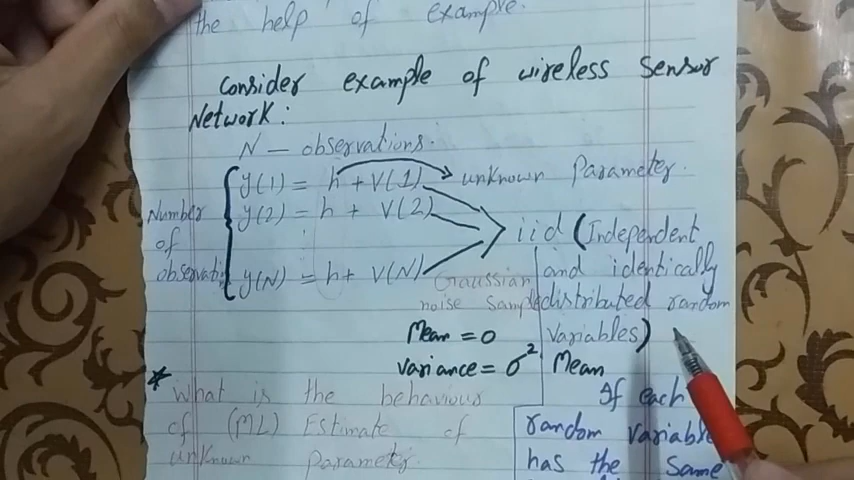 the help of example.
Consider example of wireless Sensor
Network:
N - observations.
y(1) = h + V(1) unknown Parameter.
y(2) = h + V(2)
Number
of
observati
y(N) = h + V(N)
iid (Independent
and identically
distributed random
variables)
Gaussian
noise sample
Mean = 0
variance = σ² Mean
* What is the behaviour
of (ML) Estimate of
unknown Parameter.
If each
random variable
has the same